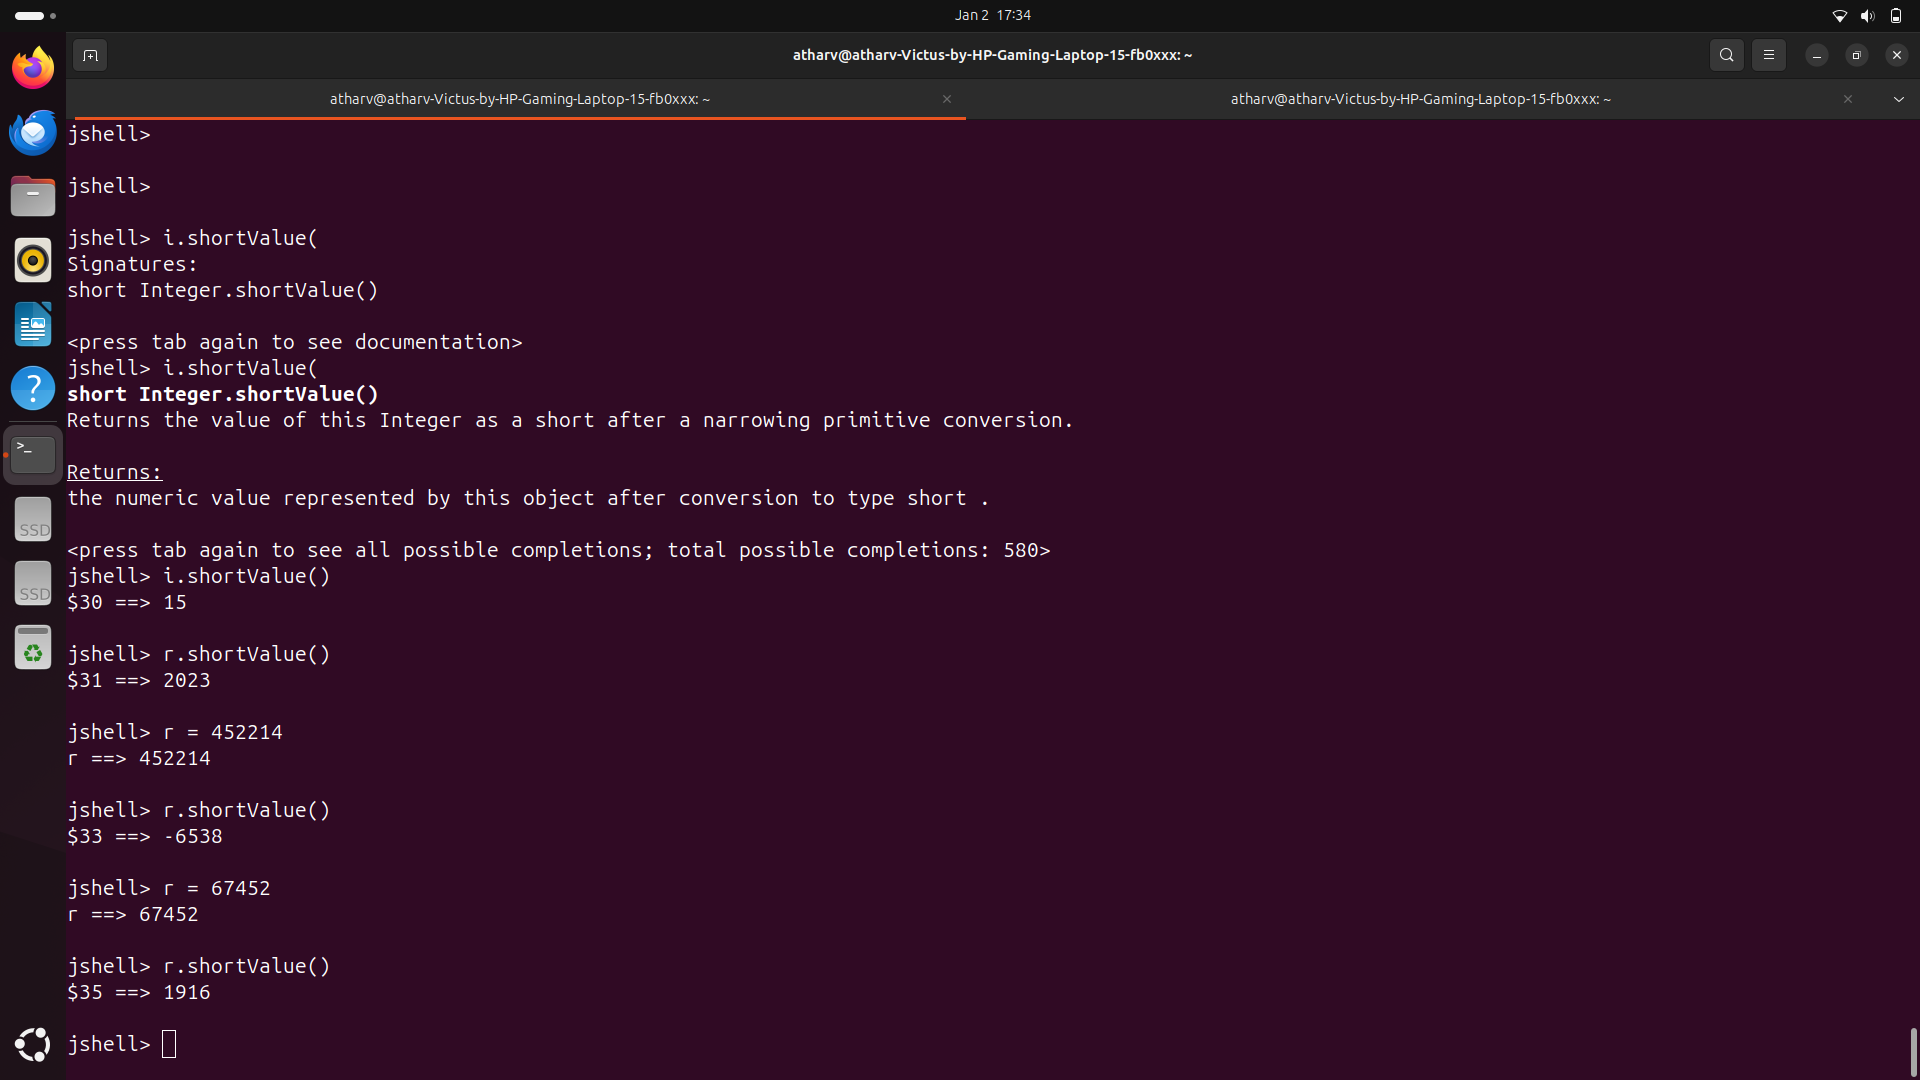 Jan 2 17:34
atharv@atharv-Victus-by-HP-Gaming-Laptop-15-fb0xxx: ~
atharv@atharv-Victus-by-HP-Gaming-Laptop-15-fb0xxx: ~
atharv@atharv-Victus-by-HP-Gaming-Laptop-15-fb0xxx: ~
jshell>
jshell>
jshell> i.shortValue(
Signatures:
short Integer.shortValue()
<press tab again to see documentation>
jshell> i.shortValue(
short Integer.shortValue()
Returns the value of this Integer as a short after a narrowing primitive conversion.
Returns:
the numeric value represented by this object after conversion to type short .
<press tab again to see all possible completions; total possible completions: 580>
jshell> i.shortValue()
$30 ==> 15
jshell> r.shortValue()
$31 ==> 2023
jshell> r = 452214
r ==> 452214
jshell> r.shortValue()
$33 ==> -6538
jshell> r = 67452
r ==> 67452
jshell> r.shortValue()
$35 ==> 1916
jshell>
?
>_
SSD
SSD